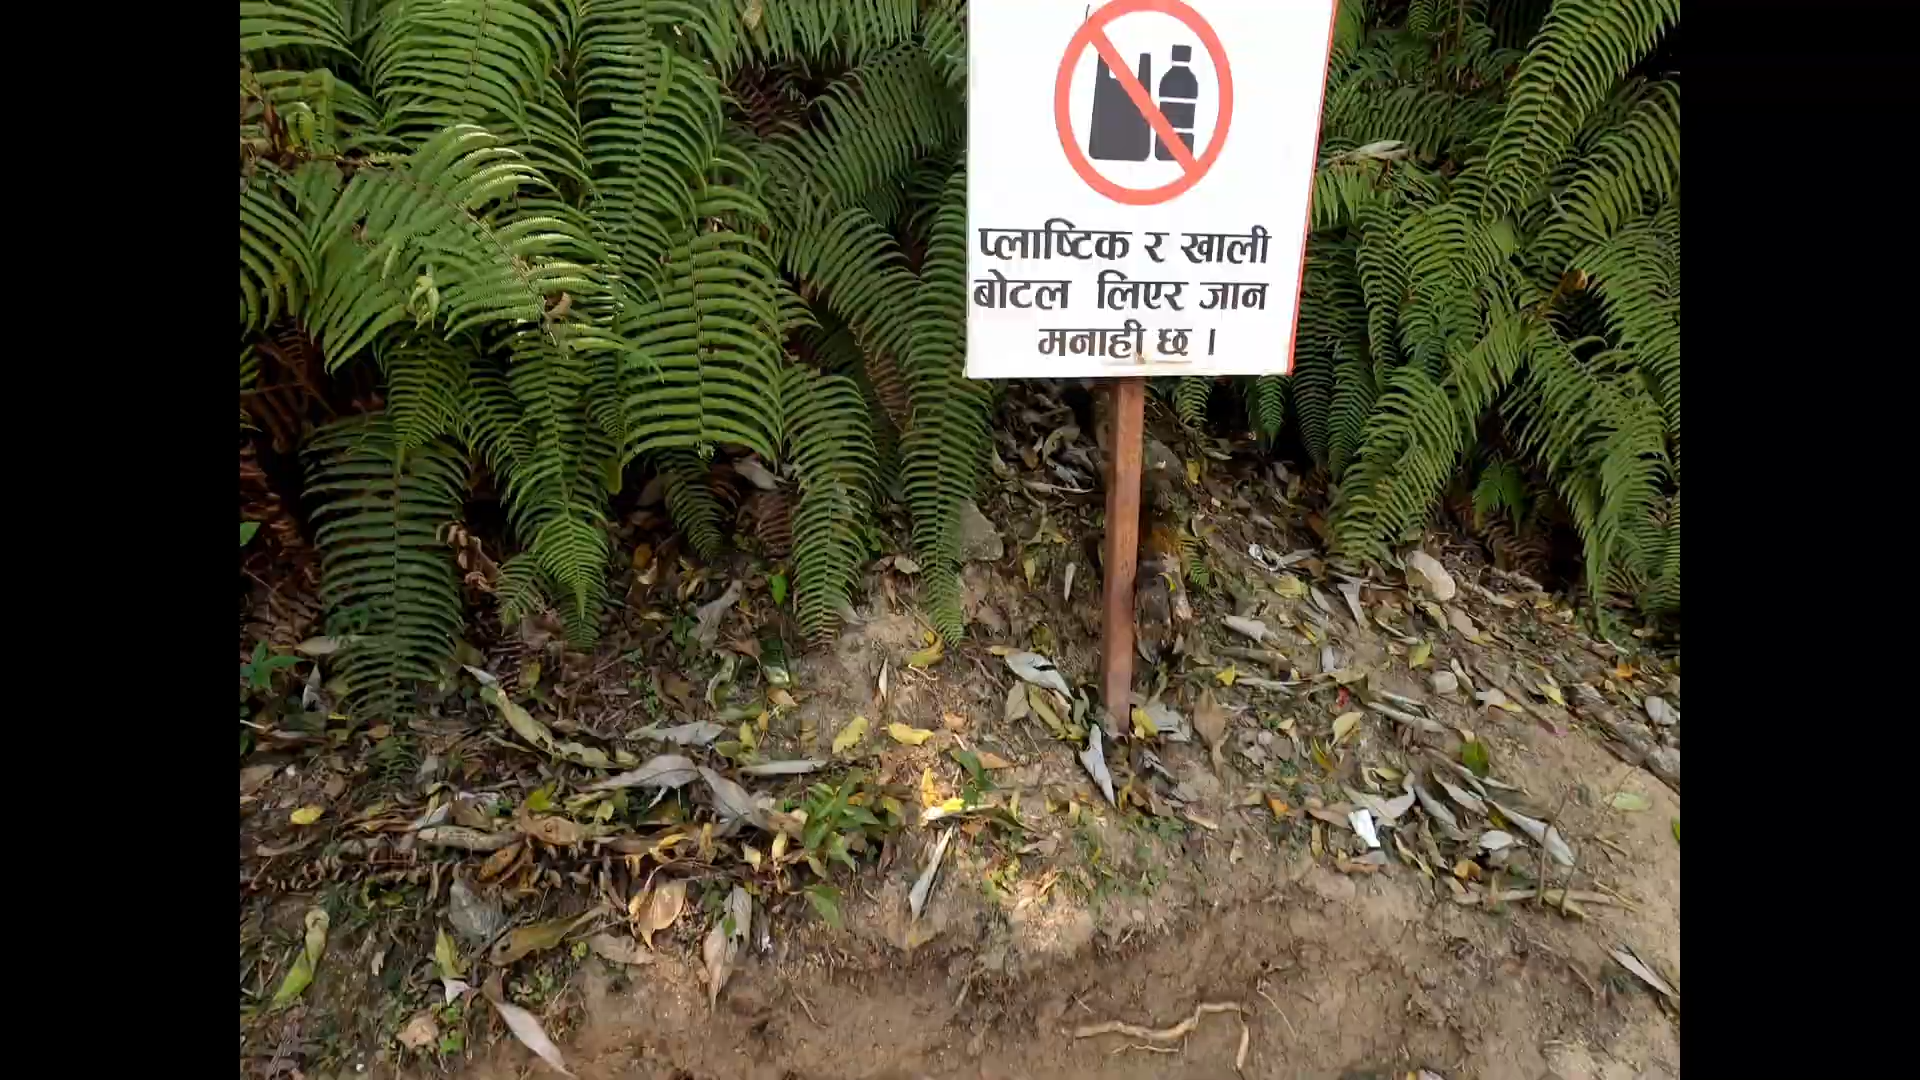 प्लाष्टिक र खाली
बोटल लिएर जान
मनाही छ ।